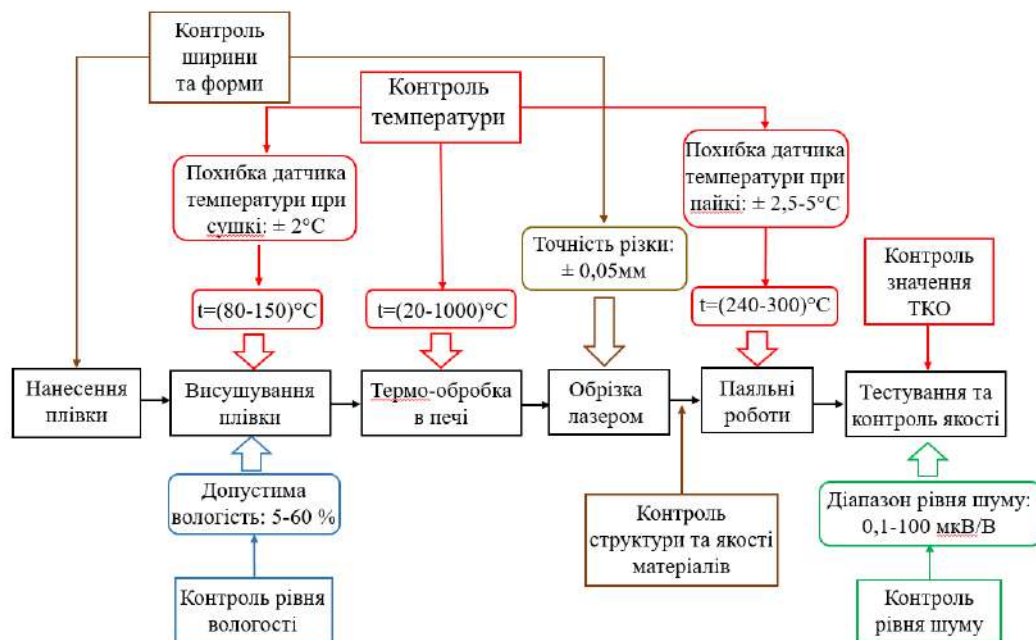 Контроль
ширини
та форми
Контроль
температури
Похибка датчика
температури при
сушкі: ± 2°C
Похибка датчика
температури при
пайкі: ± 2,5-5°C
Точність різки:
± 0,05мм
Контроль
значення
ТКО
t=(80-150)°C
t=(20-1000)°C
t=(240-300)°C
Нанесення
плівки
Висушування
плівки
Термо-обробка
в печі
Обрізка
лазером
Паяльні
роботи
Тестування та
контроль якості
Допустима
вологість: 5-60 %
Контроль
структури та якості
матеріалів
Діапазон рівня шуму:
0,1-100 мкВ/В
Контроль рівня
вологості
Контроль
рівня шуму